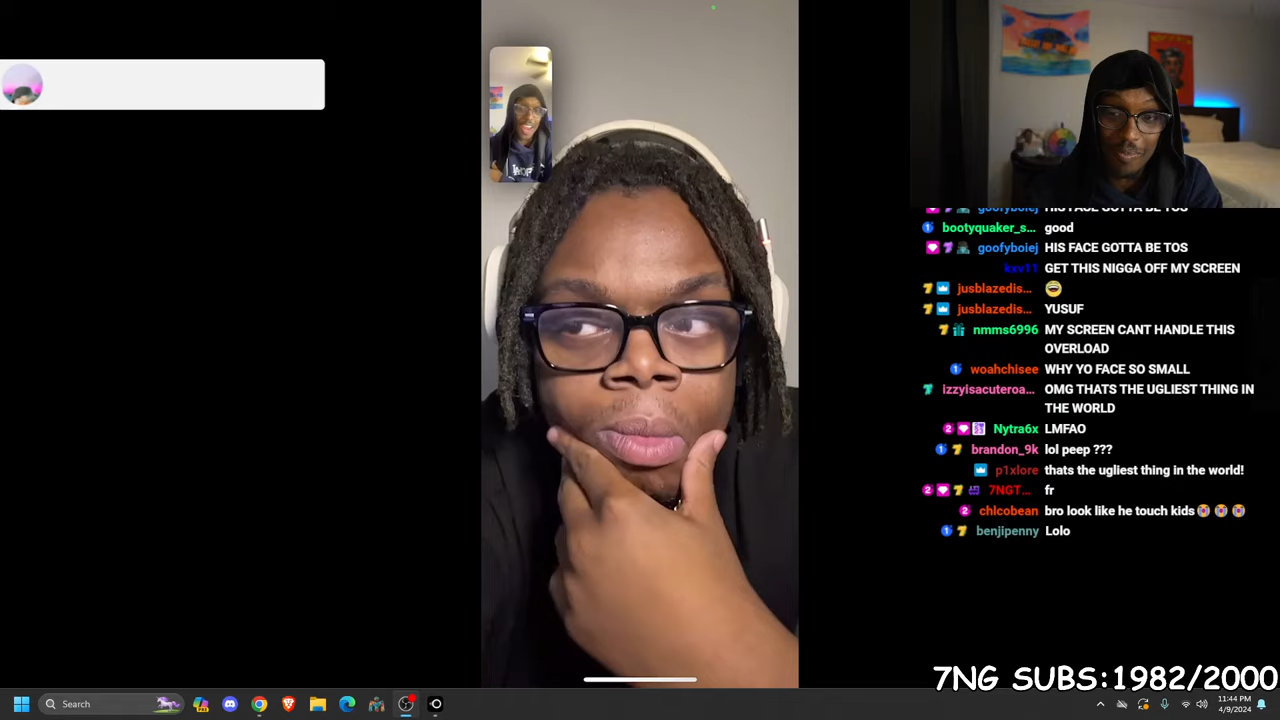 goofyboiej HIS FACE GOTTA BE TOS
bootyquaker_s... good
goofyboiej HIS FACE GOTTA BE TOS
kxv11 GET THIS NIGGA OFF MY SCREEN
jusblazedis...
jusblazedis... YUSUF
nmms6996 MY SCREEN CANT HANDLE THIS
OVERLOAD
woahchisee WHY YO FACE SO SMALL
izzyisacuteroa... OMG THATS THE UGLIEST THING IN
THE WORLD
Nytra6x LMFAO
brandon_9k lol peep ???
p1xlore thats the ugliest thing in the world!
7NGT... fr
chlcobean bro look like he touch kids😭😭😭
benjipenny Lolo
7NG SUBS:1982/2000
Search
11:44 PM
4/9/2024